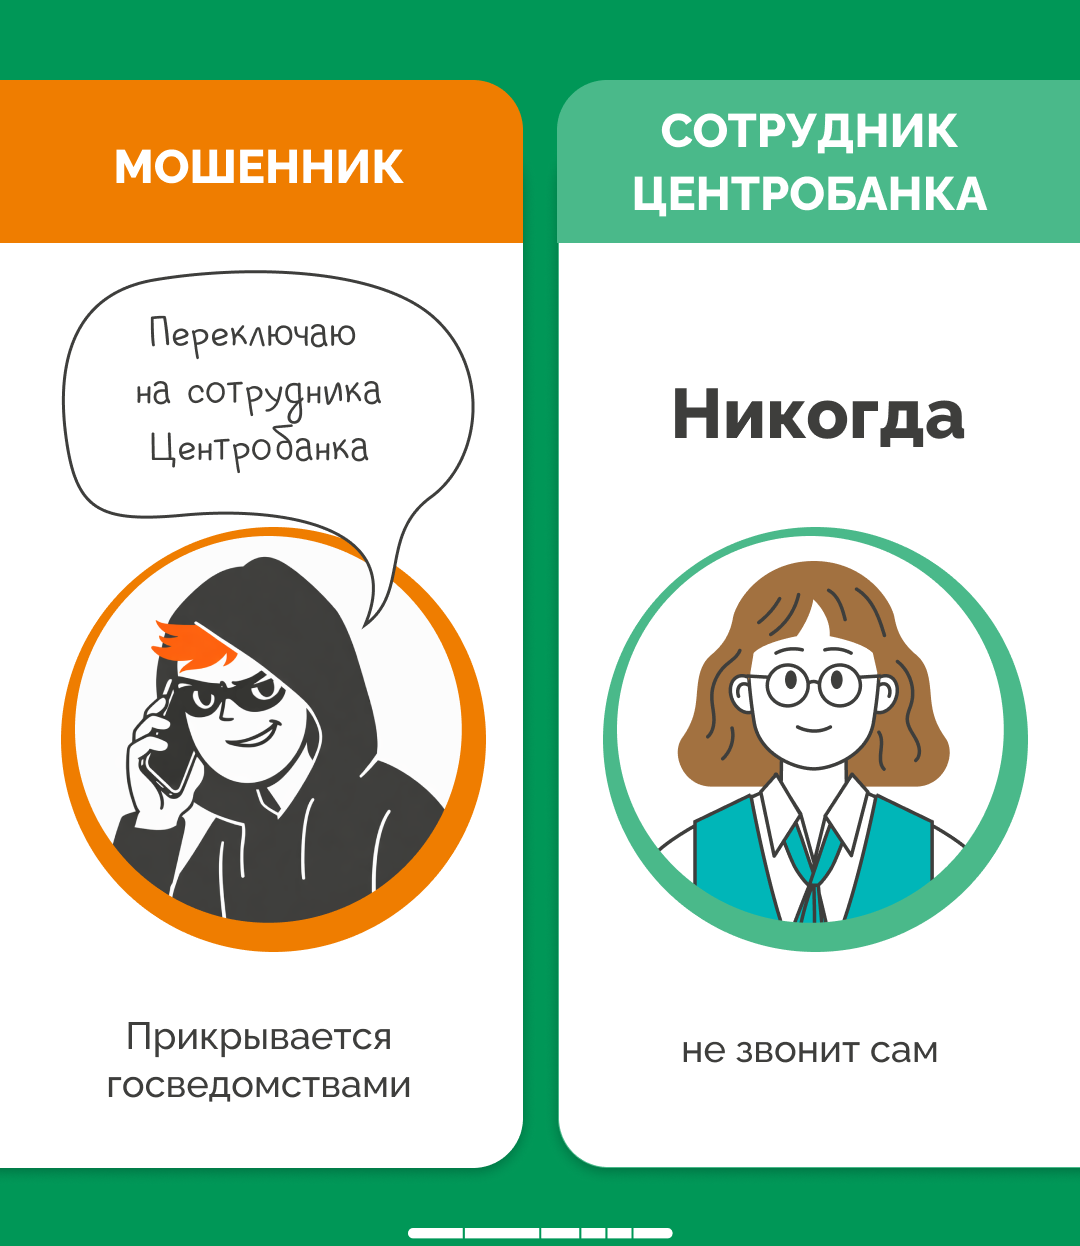 МОШЕННИК
Переключаю
на сотрудника
Центробанка
Прикрывается
госведомствами
СОТРУДНИК
ЦЕНТРОБАНКА
Никогда
не звонит сам